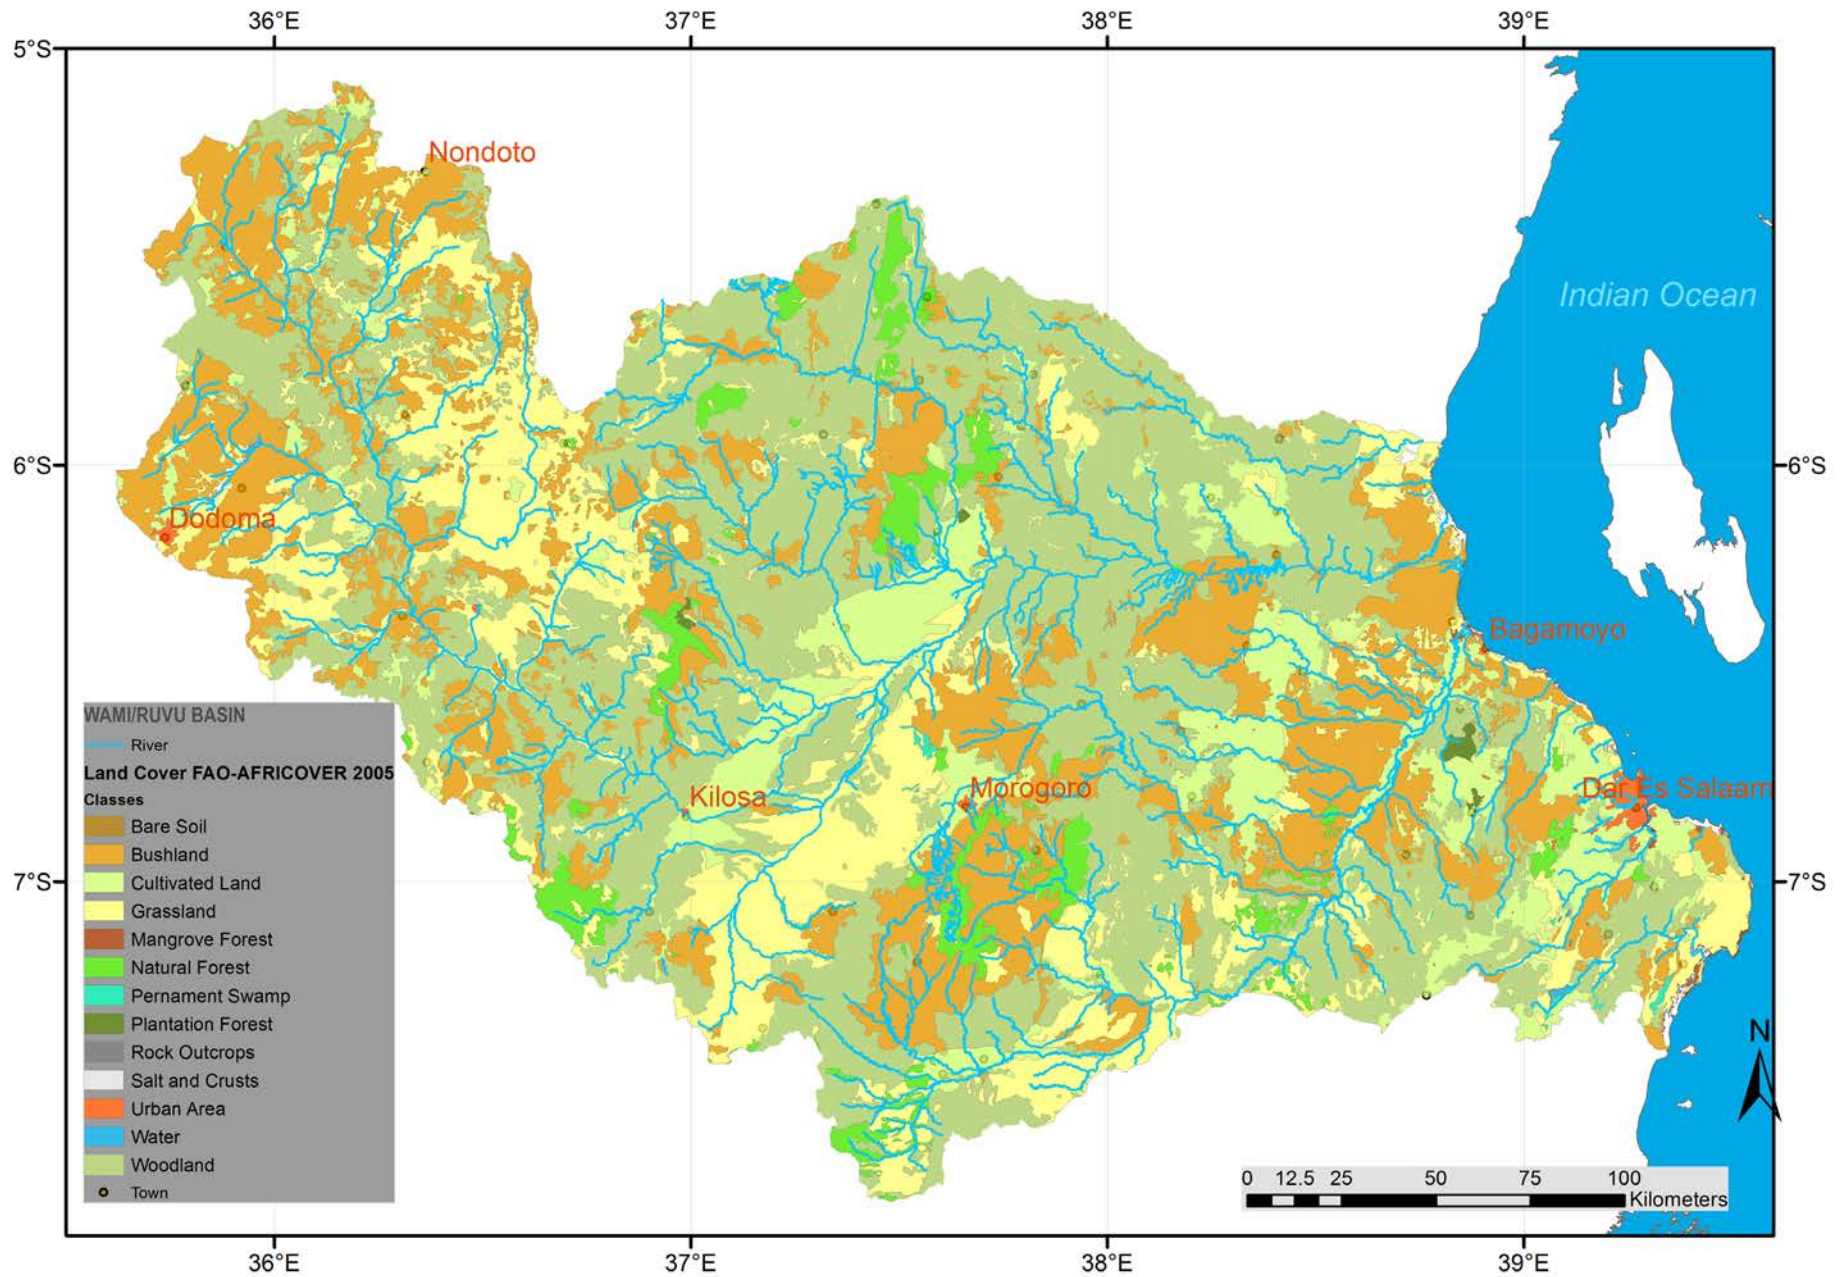 36°E 37°E 38°E 39°E
5°S
Nondoto
Indian Ocean
6°S 6°S
Dodoma
Bagamoyo
WAMI/RUVU BASIN
River
Land Cover FAO-AFRICOVER 2005
Classes
Bare Soil
Bushland
Cultivated Land
Grassland
Mangrove Forest
Natural Forest
Pernament Swamp
Plantation Forest
Rock Outcrops
Salt and Crusts
Urban Area
Water
Woodland
Town
Morogoro
Dar Es Salaam
Kilosa
7°S 7°S
N
0 12.5 25 50 75 100
Kilometers
36°E 37°E 38°E 39°E